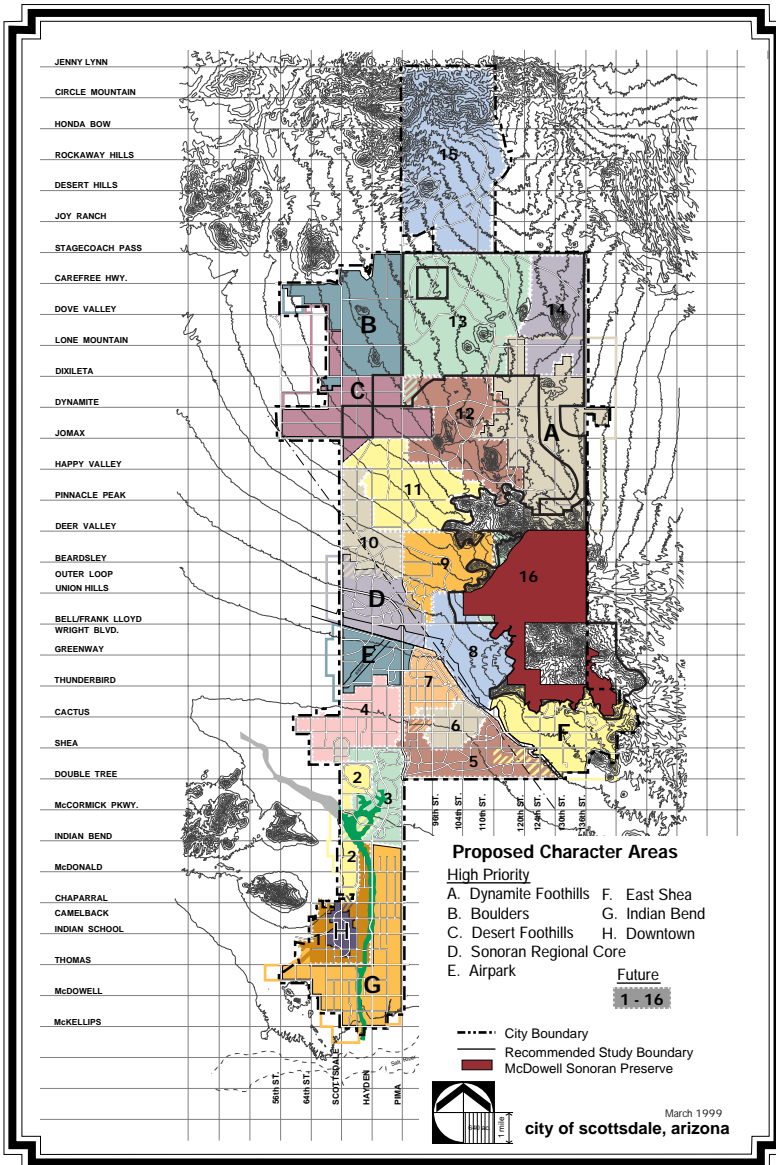 JENNY LYNN
CIRCLE MOUNTAIN
HONDA BOW
ROCKAWAY HILLS
DESERT HILLS
JOY RANCH
STAGECOACH PASS
CAREFREE HWY.
DOVE VALLEY
LONE MOUNTAIN
DIXILETA
DYNAMITE
JOMAX
HAPPY VALLEY
PINNACLE PEAK
DEER VALLEY
BEARDSLEY
OUTER LOOP
UNION HILLS
BELL/FRANK LLOYD
WRIGHT BLVD.
GREENWAY
THUNDERBIRD
CACTUS
SHEA
DOUBLE TREE
McCORMICK PKWY.
INDIAN BEND
McDONALD
CHAPARRAL
CAMELBACK
INDIAN SCHOOL
THOMAS
McDOWELL
McKELLIPS
15
B
13
14
C
12
A
11
10
9
16
D
8
E
7
4
6
F
5
2
3
2
1
H
G
96th ST.
104th ST.
110th ST.
120th ST.
124th ST.
130th ST.
136th ST.
56th ST.
64th ST.
SCOTTSDALE
HAYDEN
PIMA
Salt River
Proposed Character Areas
High Priority
A. Dynamite Foothills
B. Boulders
C. Desert Foothills
D. Sonoran Regional Core
E. Airpark
F. East Shea
G. Indian Bend
H. Downtown
Future
1 - 16
City Boundary
Recommended Study Boundary
McDowell Sonoran Preserve
640 ac.
1 mile
March 1999
city of scottsdale, arizona